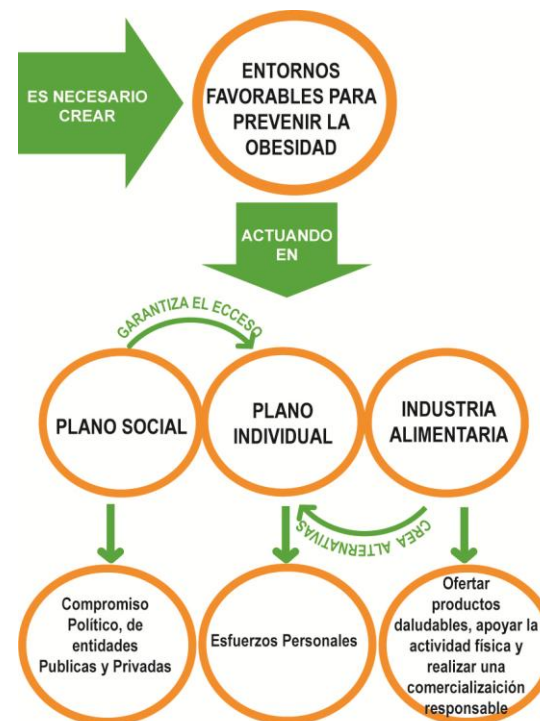 ES NECESARIO
CREAR
ENTORNOS
FAVORABLES PARA
PREVENIR LA
OBESIDAD
ACTUANDO
EN
GARANTIZA EL ECCESO
PLANO SOCIAL
PLANO
INDIVIDUAL
INDUSTRIA
ALIMENTARIA
CREA ALTERNATIVAS
Compromiso
Político, de
entidades
Publicas y Privadas
Esfuerzos Personales
Ofertar
productos
daludables, apoyar la
actividad física y
realizar una
comercializaición
responsable